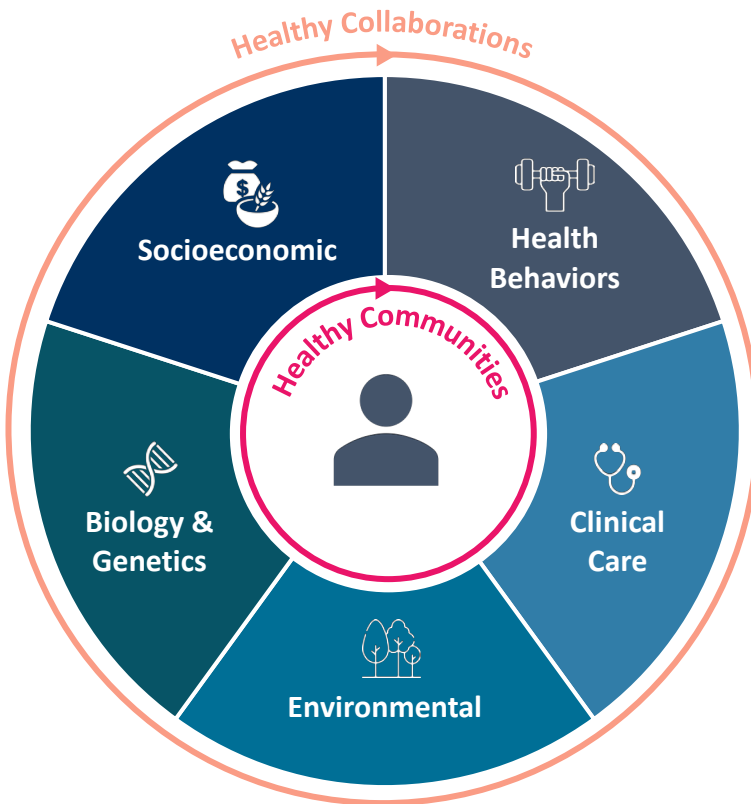 Healthy Collaborations
Socioeconomic
Health
Behaviors
Healthy Communities
Biology &
Genetics
Clinical
Care
Environmental
$